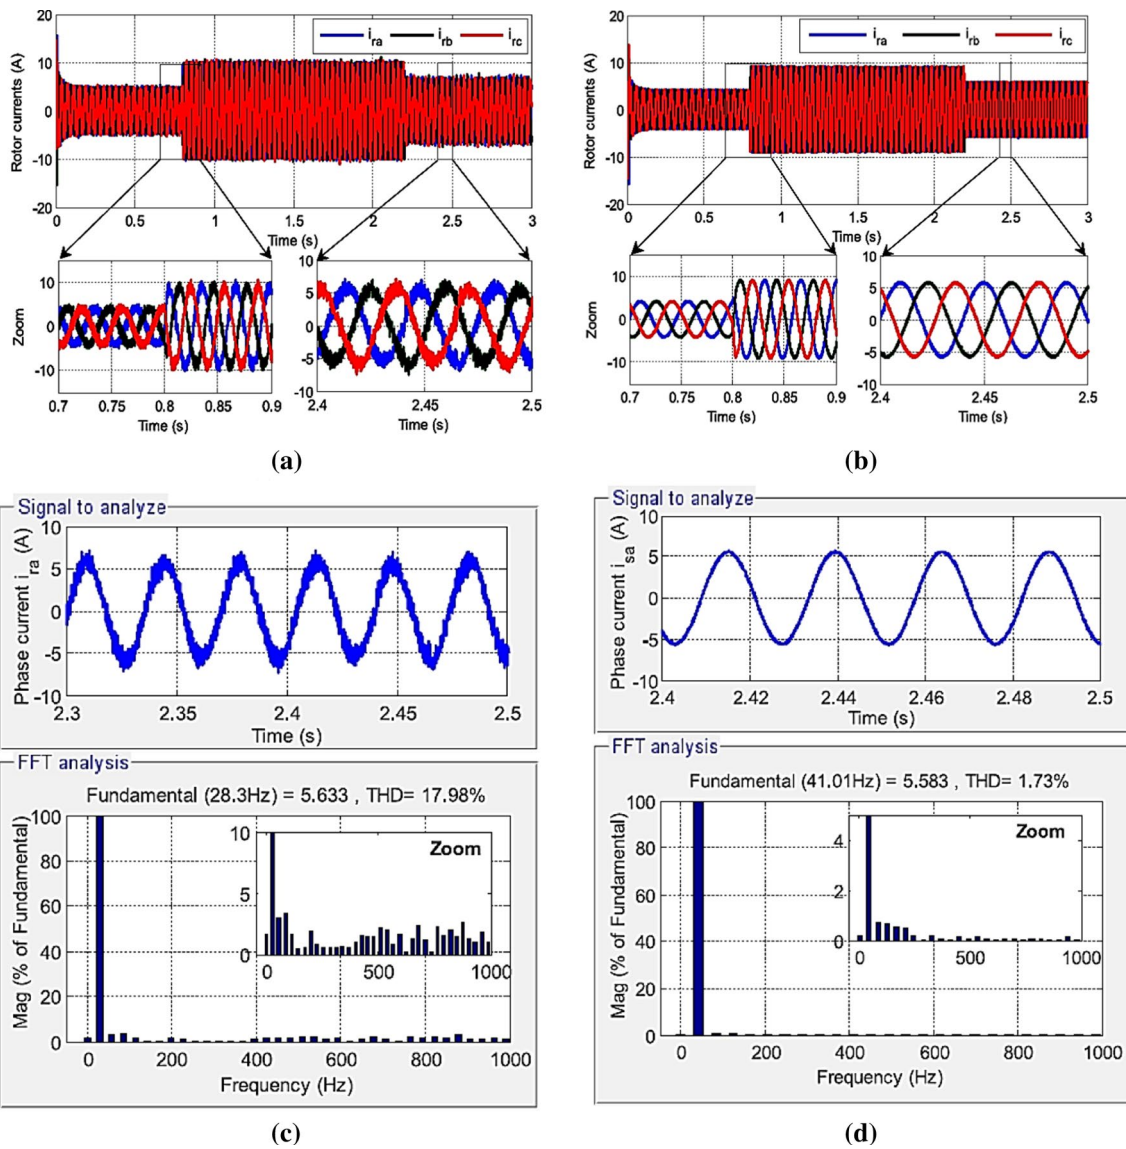 20
10
0
-10
-20
Rotor currents (A)
i_ra i_rb i_rc
0 0.5 1 1.5 2 2.5 3
Time (s)
15
10
5
0
-5
-10
Zoom
10
0
-10
0.7 0.75 0.8 0.85 0.9
Time (s)
2.4 2.45 2.5
Time (s)
(a)
20
10
0
-10
-20
Rotor currents (A)
i_ra i_rb i_rc
0 0.5 1 1.5 2 2.5 3
Time (s)
Zoom
10
0
-10
0.7 0.75 0.8 0.85 0.9
Time (s)
10
5
0
-5
-10
2.4 2.45 2.5
Time (s)
(b)
Signal to analyze
Phase current i_ra (A)
10
5
0
-5
-10
2.3 2.35 2.4 2.45 2.5
Time (s)
FFT analysis
Fundamental (28.3Hz) = 5.633 , THD= 17.98%
Mag (% of Fundamental)
100
80
60
40
20
0
10
5
0
Zoom
0 500 1000
0 200 400 600 800 1000
Frequency (Hz)
(c)
Signal to analyze
Phase current i_sa (A)
10
5
0
-5
-10
2.4 2.42 2.44 2.46 2.48 2.5
Time (s)
FFT analysis
Fundamental (41.01Hz) = 5.583 , THD= 1.73%
Mag (% of Fundamental)
100
80
60
40
20
0
4
2
0
Zoom
0 500 1000
0 200 400 600 800 1000
Frequency (Hz)
(d)